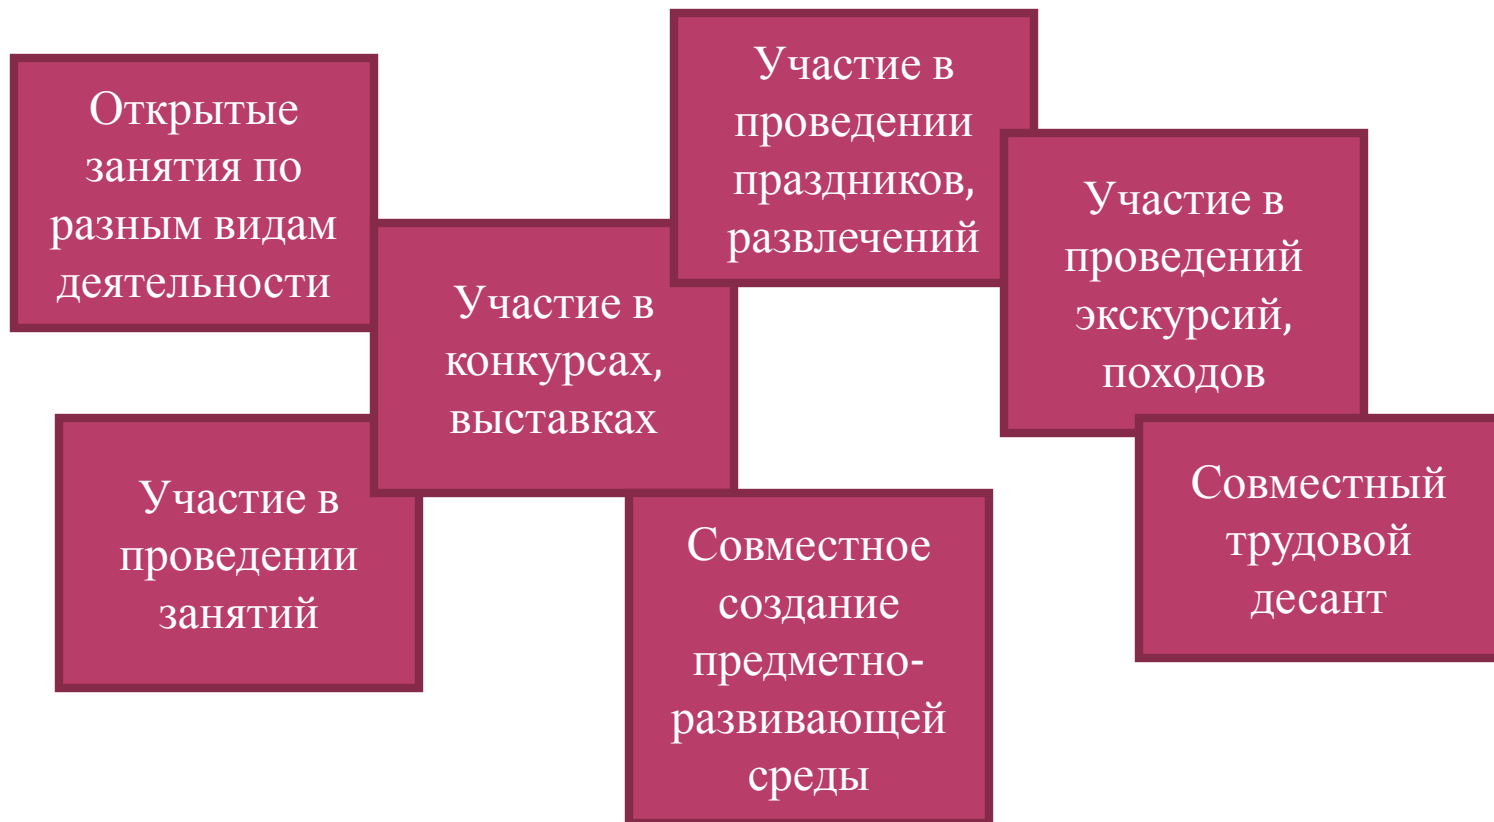 Открытые
занятия по
разным видам
деятельности
Участие в
конкурсах,
выставках
Участие в
проведении
праздников,
развлечений
Участие в
проведений
экскурсий,
походов
Участие в
проведении
занятий
Совместное
создание
предметно-
развивающей
среды
Совместный
трудовой
десант